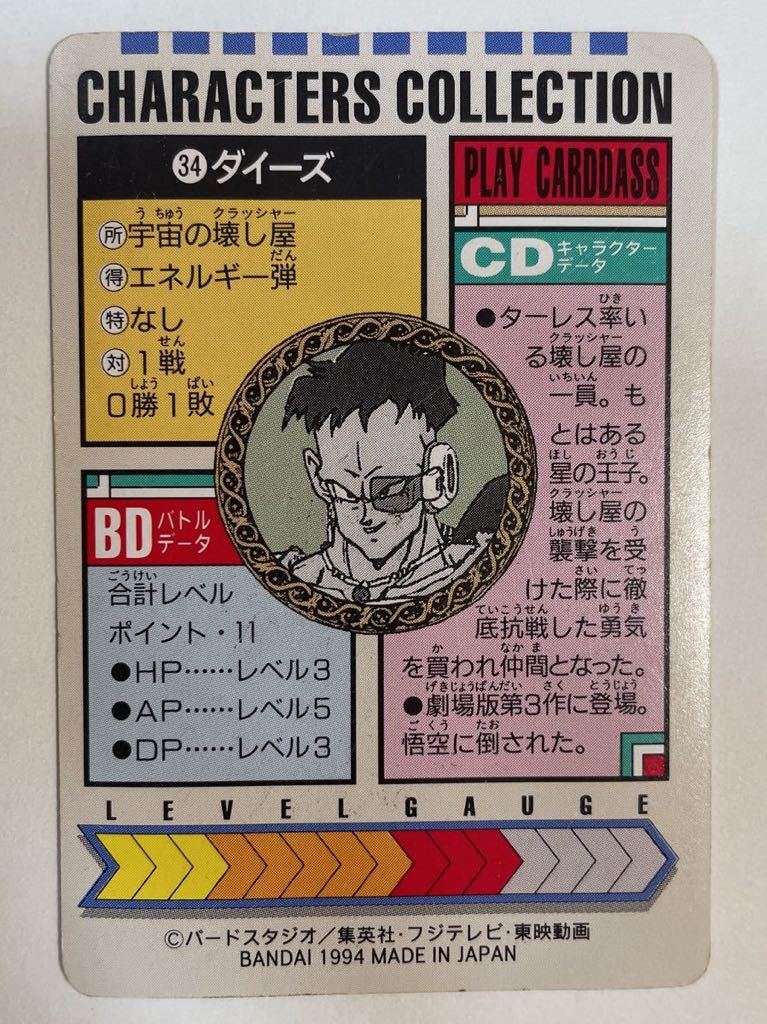 CHARACTERS COLLECTION
㉞ダイーズ
㊟宇宙の壊し屋
得エネルギー弾
特なし
対1戦
0勝1敗
BDバトル
データ
合計レベル
ポイント・11
●HP……レベル3
●AP……レベル5
●DP……レベル3
PLAY CARDDASS
CDキャラクター
データ
●ターレス率い
る壊し屋の
一員。も
とはある
星の王子。
壊し屋の
襲撃を受
けた際に徹
底抗戦した勇気
を買われ仲間となった。
●劇場版第3作に登場。
悟空に倒された。
LEVEL GAUGE
©バードスタジオ／集英社・フジテレビ・東映動画
BANDAI 1994 MADE IN JAPAN